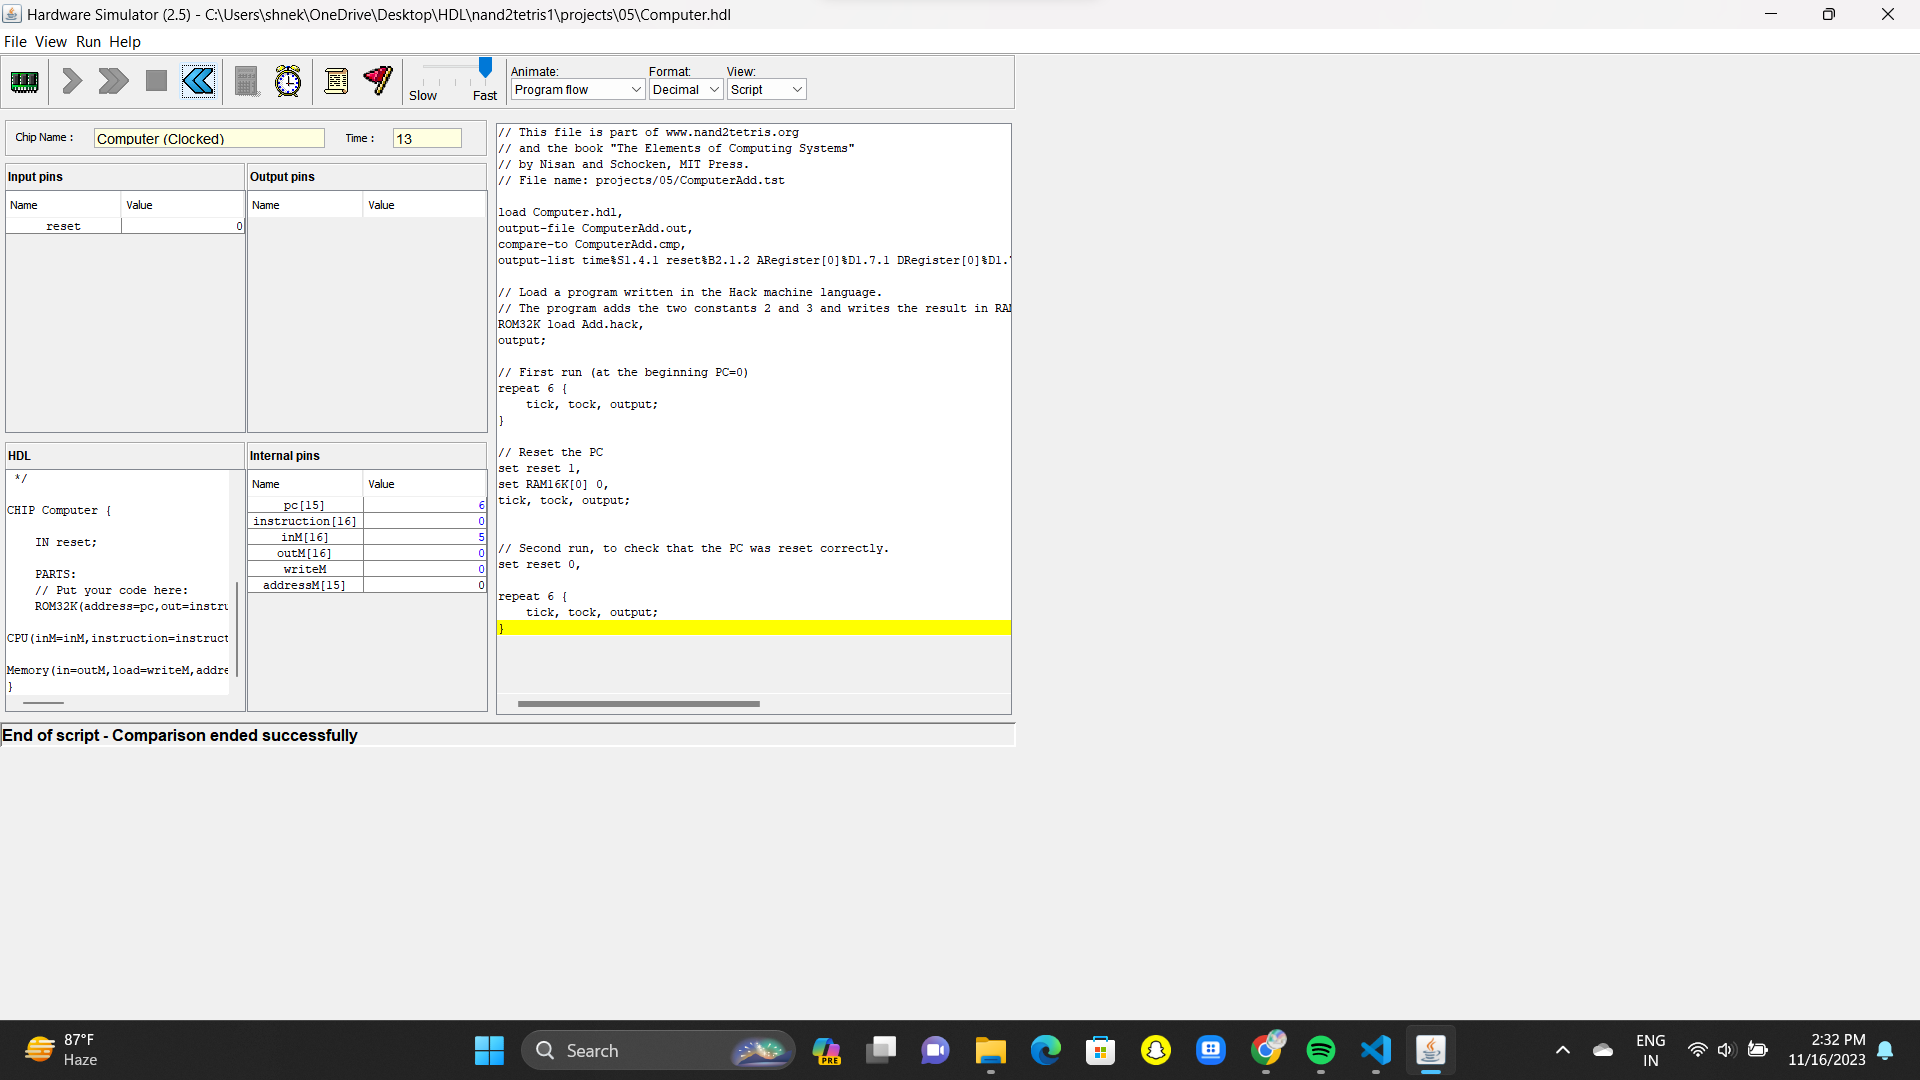 Hardware Simulator (2.5) - C:\Users\shnek\OneDrive\Desktop\HDL\nand2tetris1\projects\05\Computer.hdl
File View Run Help
Slow Fast
Animate: Format: View:
Program flow Decimal Script
Chip Name : Computer (Clocked) Time : 13
Input pins
Name Value
reset 0
Output pins
Name Value
HDL
*/
CHIP Computer {
IN reset;
PARTS:
// Put your code here:
ROM32K(address=pc,out=instru
CPU(inM=inM,instruction=instruct
Memory(in=outM,load=writeM,addre
}
Internal pins
Name Value
pc[15] 6
instruction[16] 0
inM[16] 5
outM[16] 0
writeM 0
addressM[15] 0
// This file is part of www.nand2tetris.org
// and the book "The Elements of Computing Systems"
// by Nisan and Schocken, MIT Press.
// File name: projects/05/ComputerAdd.tst
load Computer.hdl,
output-file ComputerAdd.out,
compare-to ComputerAdd.cmp,
output-list time%S1.4.1 reset%B2.1.2 ARegister[0]%D1.7.1 DRegister[0]%D1.
// Load a program written in the Hack machine language.
// The program adds the two constants 2 and 3 and writes the result in RAM
ROM32K load Add.hack,
output;
// First run (at the beginning PC=0)
repeat 6 {
tick, tock, output;
}
// Reset the PC
set reset 1,
set RAM16K[0] 0,
tick, tock, output;
// Second run, to check that the PC was reset correctly.
set reset 0,
repeat 6 {
tick, tock, output;
}
End of script - Comparison ended successfully
87°F
Haze
Search
PRE
ENG
IN
2:32 PM
11/16/2023